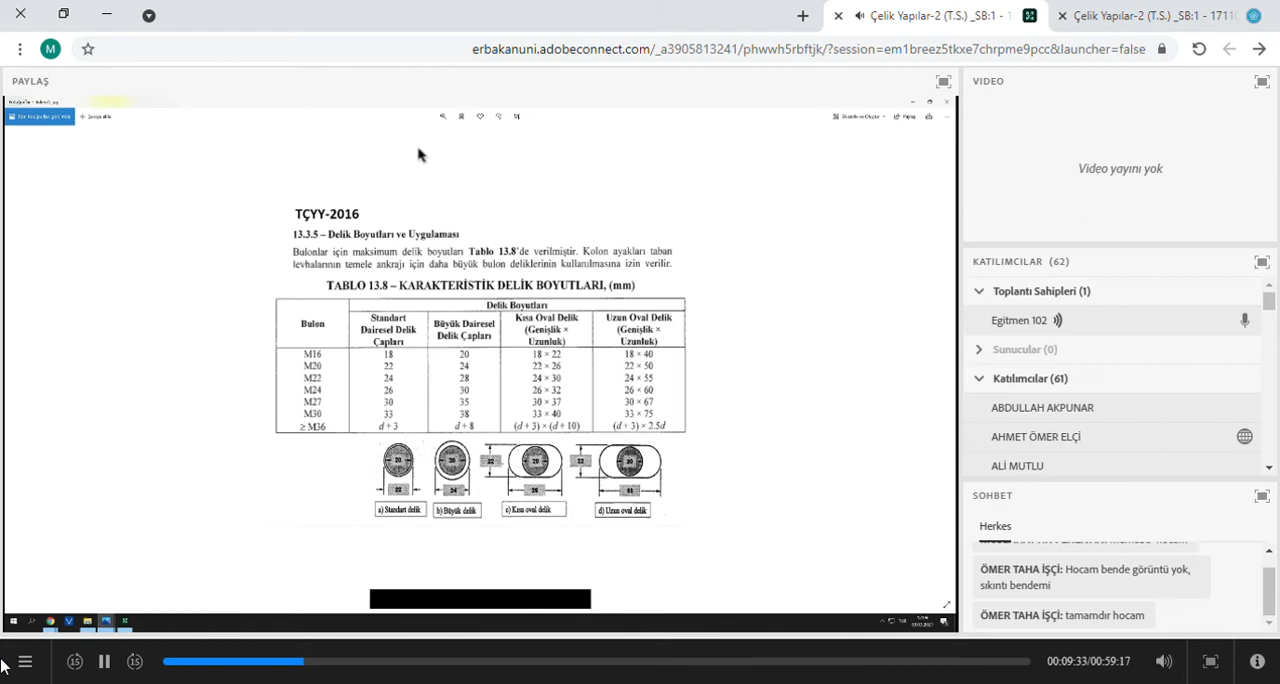 Çelik Yapılar-2 (T.S.) _SB:1 - 1
Çelik Yapılar-2 (T.S.) _SB:1 - 1711
M
erbakanuni.adobeconnect.com/_a3905813241/phwwh5rbftjk/?session=em1breez5tkxe7chrpme9pcc&launcher=false
PAYLAŞ
TÇYY-2016
13.3.5 – Delik Boyutları ve Uygulaması
Bulonlar için maksimum delik boyutları Tablo 13.8'de verilmiştir. Kolon ayakları taban
levhalarının temele ankrajı için daha büyük bulon deliklerinin kullanılmasına izin verilir.
TABLO 13.8 – KARAKTERİSTİK DELİK BOYUTLARI, (mm)
Bulon
Delik Boyutları
Standart Dairesel Delik Çapları
Büyük Dairesel Delik Çapları
Kısa Oval Delik (Genişlik × Uzunluk)
Uzun Oval Delik (Genişlik × Uzunluk)
M16 18 20 18 × 22 18 × 40
M20 22 24 22 × 26 22 × 50
M22 24 28 24 × 30 24 × 55
M24 26 30 26 × 32 26 × 60
M27 30 35 30 × 37 30 × 67
M30 33 38 33 × 40 33 × 75
≥ M36 d + 3 d + 8 (d + 3) × (d + 10) (d + 3) × 2.5d
20
22
24
22
20
22
a) Standart delik
b) Büyük delik
c) Kısa oval delik
d) Uzun oval delik
VIDEO
Video yayını yok
KATILIMCILAR (62)
Toplantı Sahipleri (1)
Egitmen 102
Sunucular (0)
Katılımcılar (61)
ABDULLAH AKPUNAR
AHMET ÖMER ELÇİ
ALİ MUTLU
SOHBET
Herkes
ÖMER TAHA İŞÇİ: Hocam bende görüntü yok,
sıkıntı bendemi
ÖMER TAHA İŞÇİ: tamamdır hocam
15
15
00:09:33/00:59:17